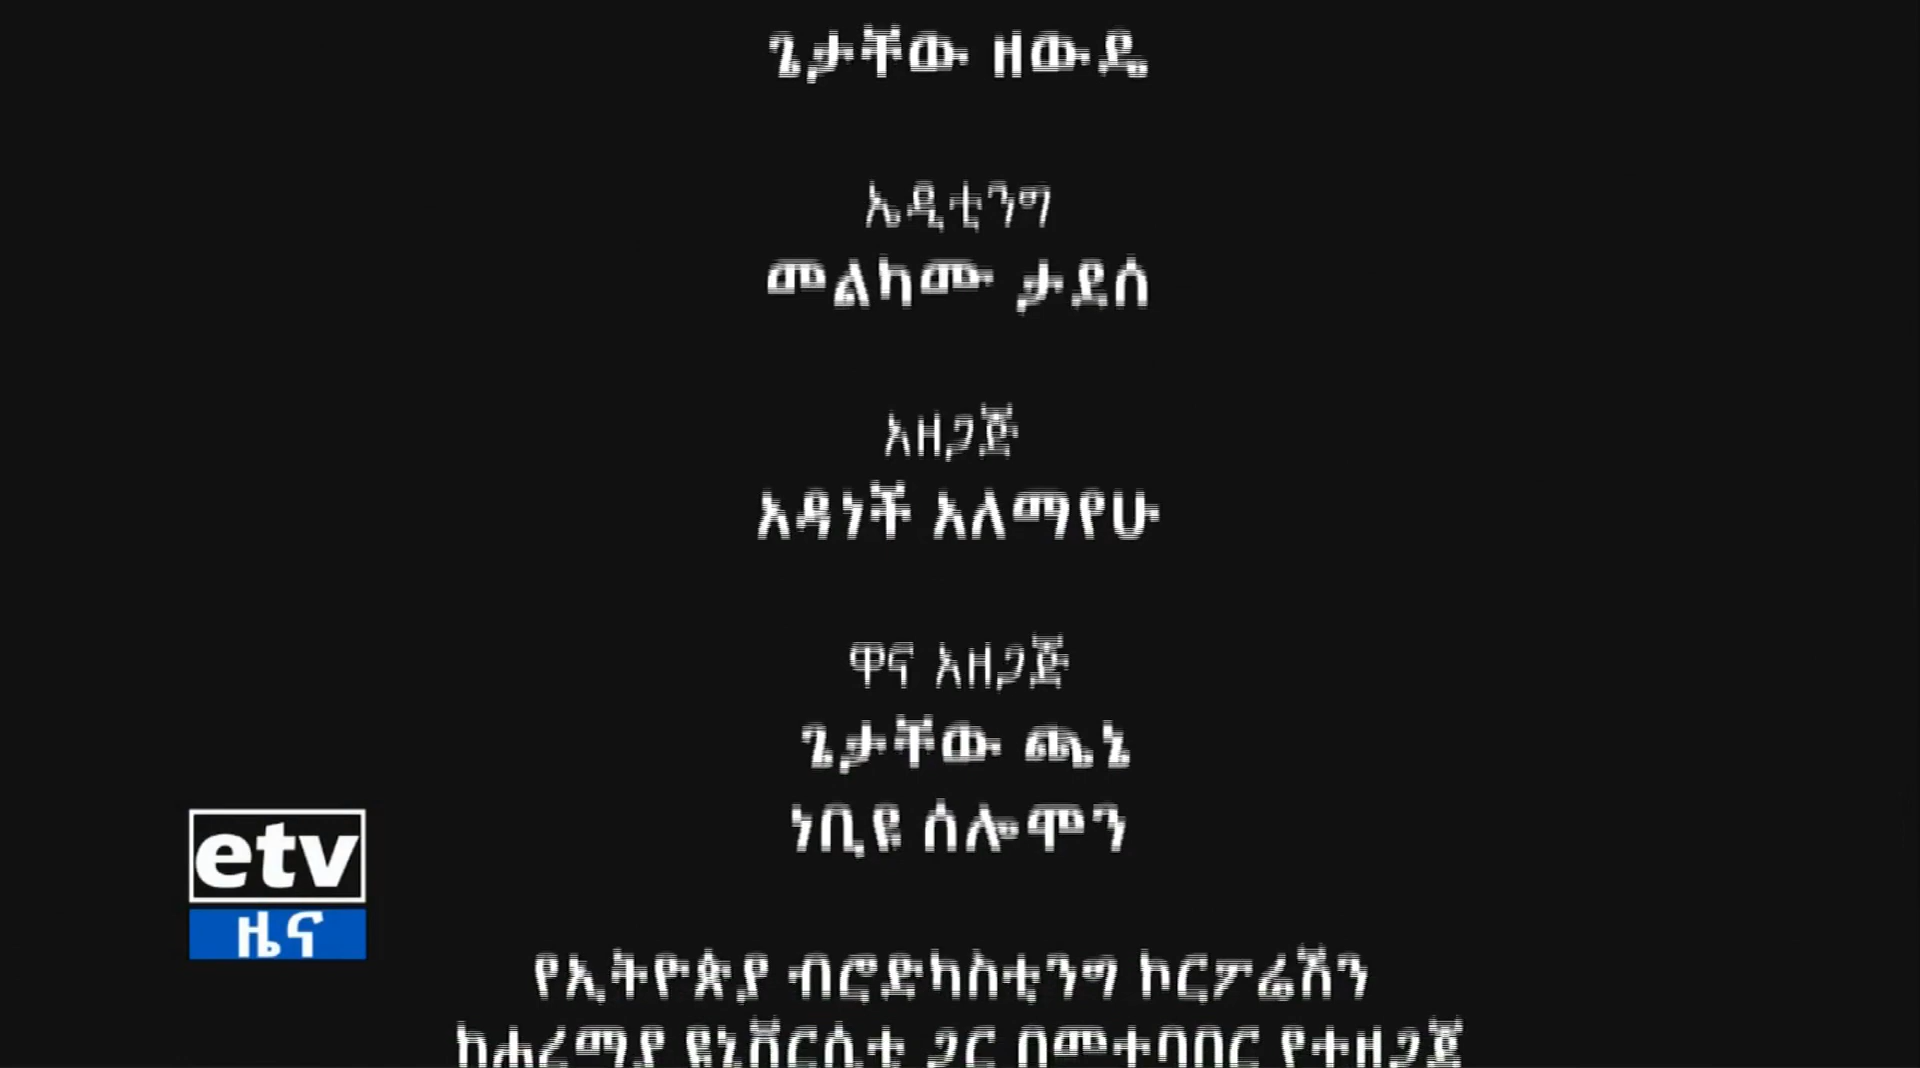 ጌታቸው ዘውዴ
ኤዲቲንግ
መልካሙ ታደሰ
አዘጋጅ
አዳነች አለማየሁ
ዋና አዘጋጅ
ጌታቸው ጫኔ
ነቢዩ ሰሎሞን
etv
ዜና
የኢትዮጵያ ብሮድካስቲንግ ኮርፖሬሽን
ከሐረማያ ዩኒቨርሲቲ ጋር በመተባበር የተዘጋጀ